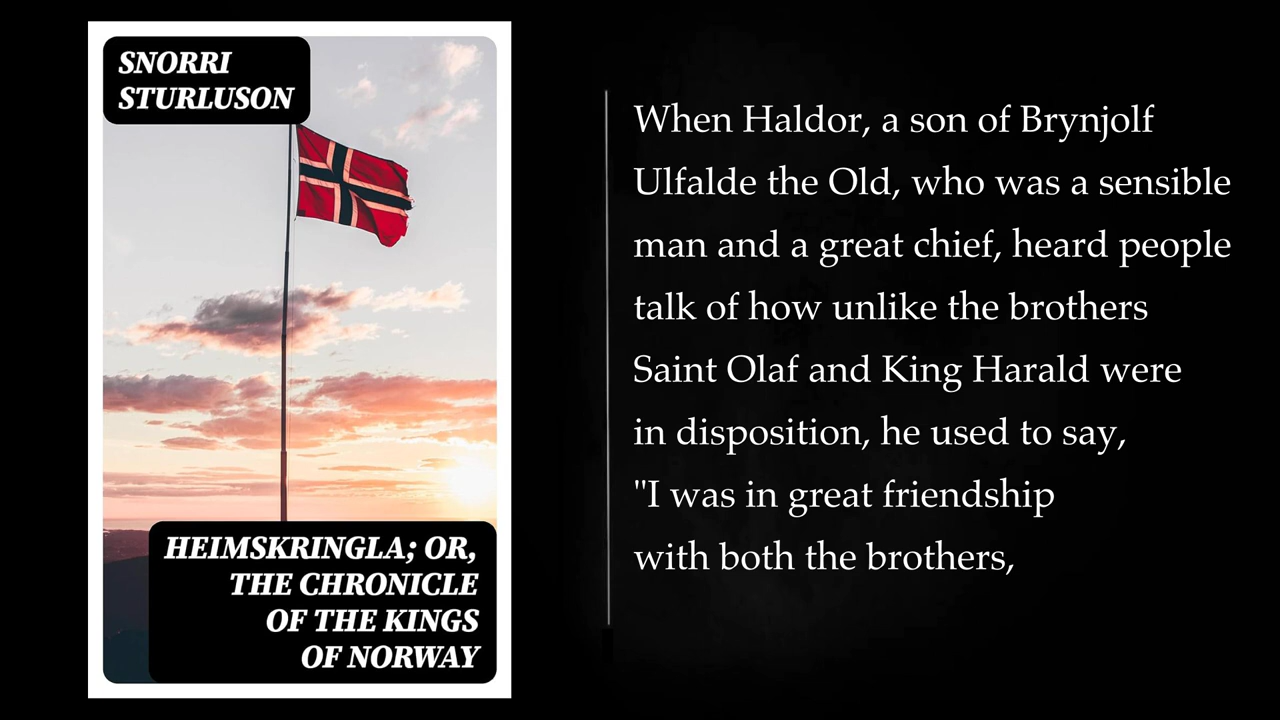 SNORRI
STURLUSON
HEIMSKRINGLA; OR,
THE CHRONICLE
OF THE KINGS
OF NORWAY
When Haldor, a son of Brynjolf
Ulfalde the Old, who was a sensible
man and a great chief, heard people
talk of how unlike the brothers
Saint Olaf and King Harald were
in disposition, he used to say,
"I was in great friendship
with both the brothers,